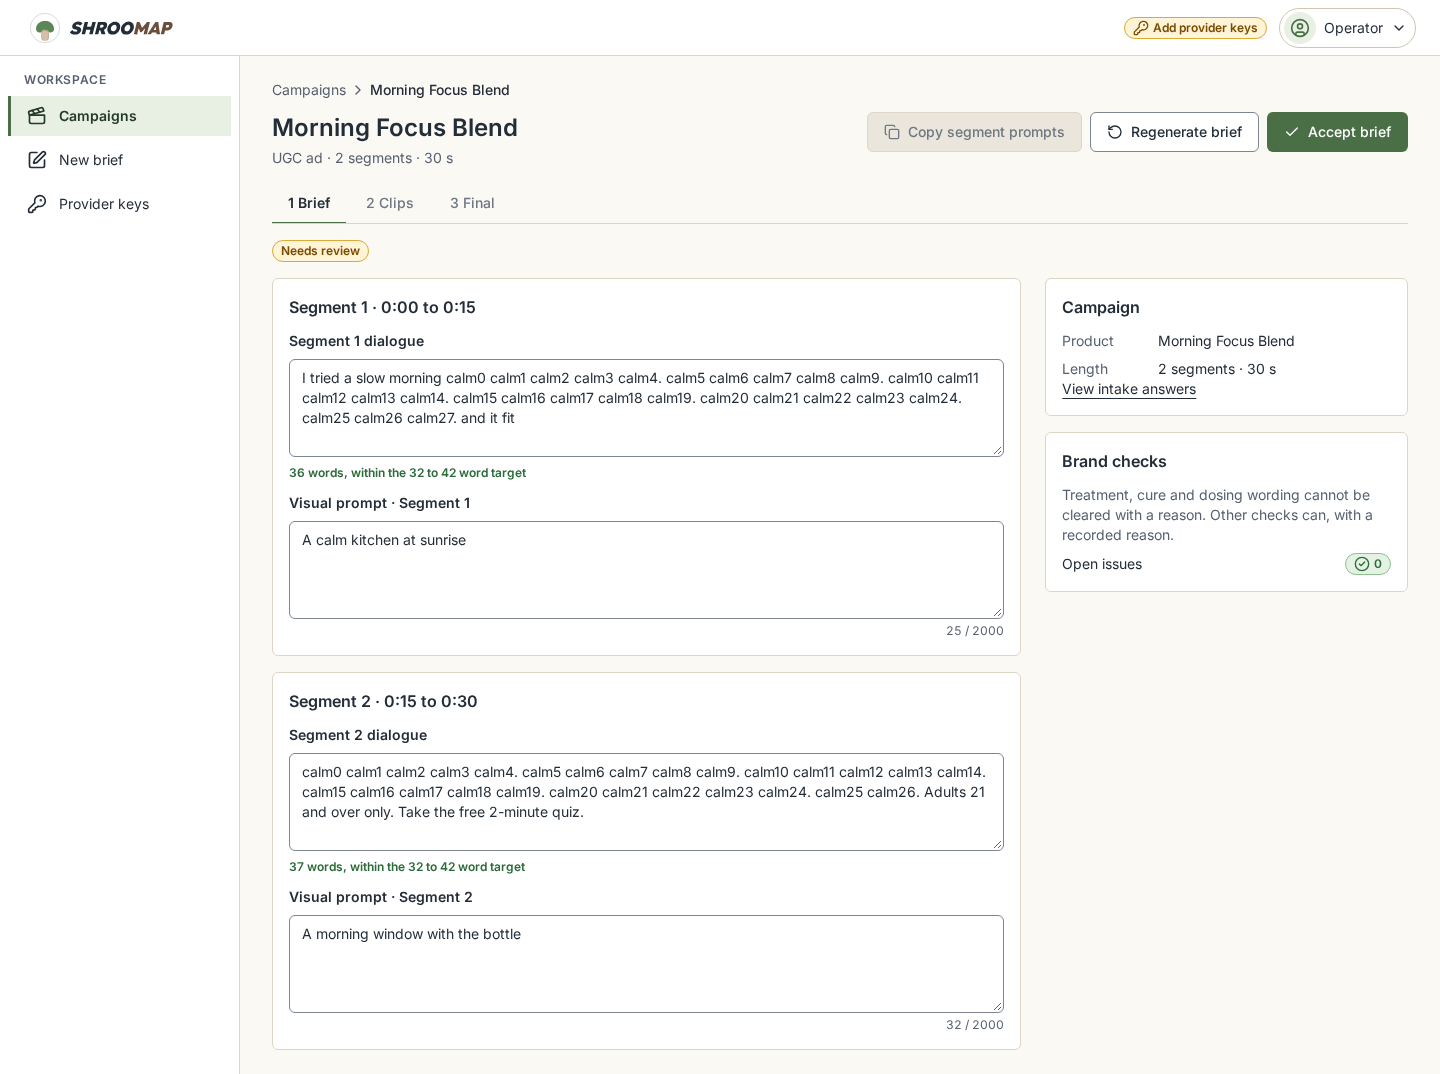 SHROOMAP
Add provider keys
Operator
WORKSPACE
Campaigns
New brief
Provider keys
Campaigns > Morning Focus Blend
Morning Focus Blend
UGC ad · 2 segments · 30 s
Copy segment prompts
Regenerate brief
Accept brief
1 Brief
2 Clips
3 Final
Needs review
Segment 1 · 0:00 to 0:15
Segment 1 dialogue
I tried a slow morning calm0 calm1 calm2 calm3 calm4. calm5 calm6 calm7 calm8 calm9. calm10 calm11
calm12 calm13 calm14. calm15 calm16 calm17 calm18 calm19. calm20 calm21 calm22 calm23 calm24.
calm25 calm26 calm27. and it fit
36 words, within the 32 to 42 word target
Visual prompt · Segment 1
A calm kitchen at sunrise
25 / 2000
Segment 2 · 0:15 to 0:30
Segment 2 dialogue
calm0 calm1 calm2 calm3 calm4. calm5 calm6 calm7 calm8 calm9. calm10 calm11 calm12 calm13 calm14.
calm15 calm16 calm17 calm18 calm19. calm20 calm21 calm22 calm23 calm24. calm25 calm26. Adults 21
and over only. Take the free 2-minute quiz.
37 words, within the 32 to 42 word target
Visual prompt · Segment 2
A morning window with the bottle
32 / 2000
Campaign
Product Morning Focus Blend
Length 2 segments · 30 s
View intake answers
Brand checks
Treatment, cure and dosing wording cannot be
cleared with a reason. Other checks can, with a
recorded reason.
Open issues 0